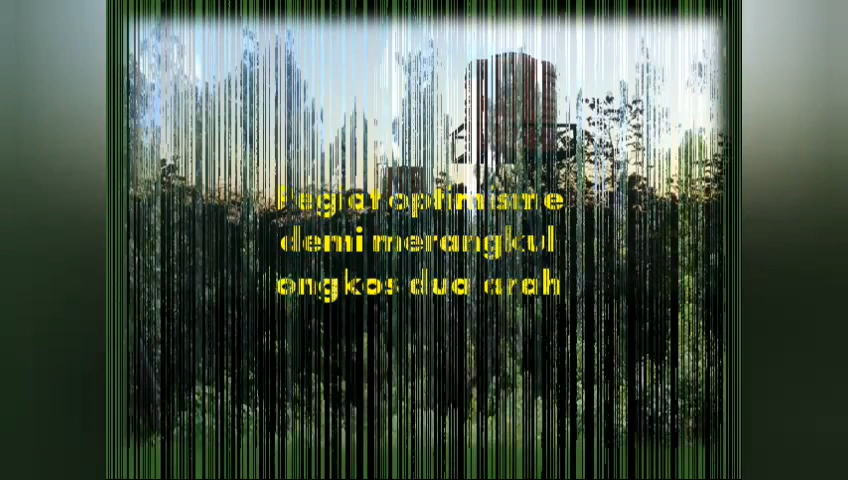 Pegiat optimisme
demi merangkul
ongkos dua arah